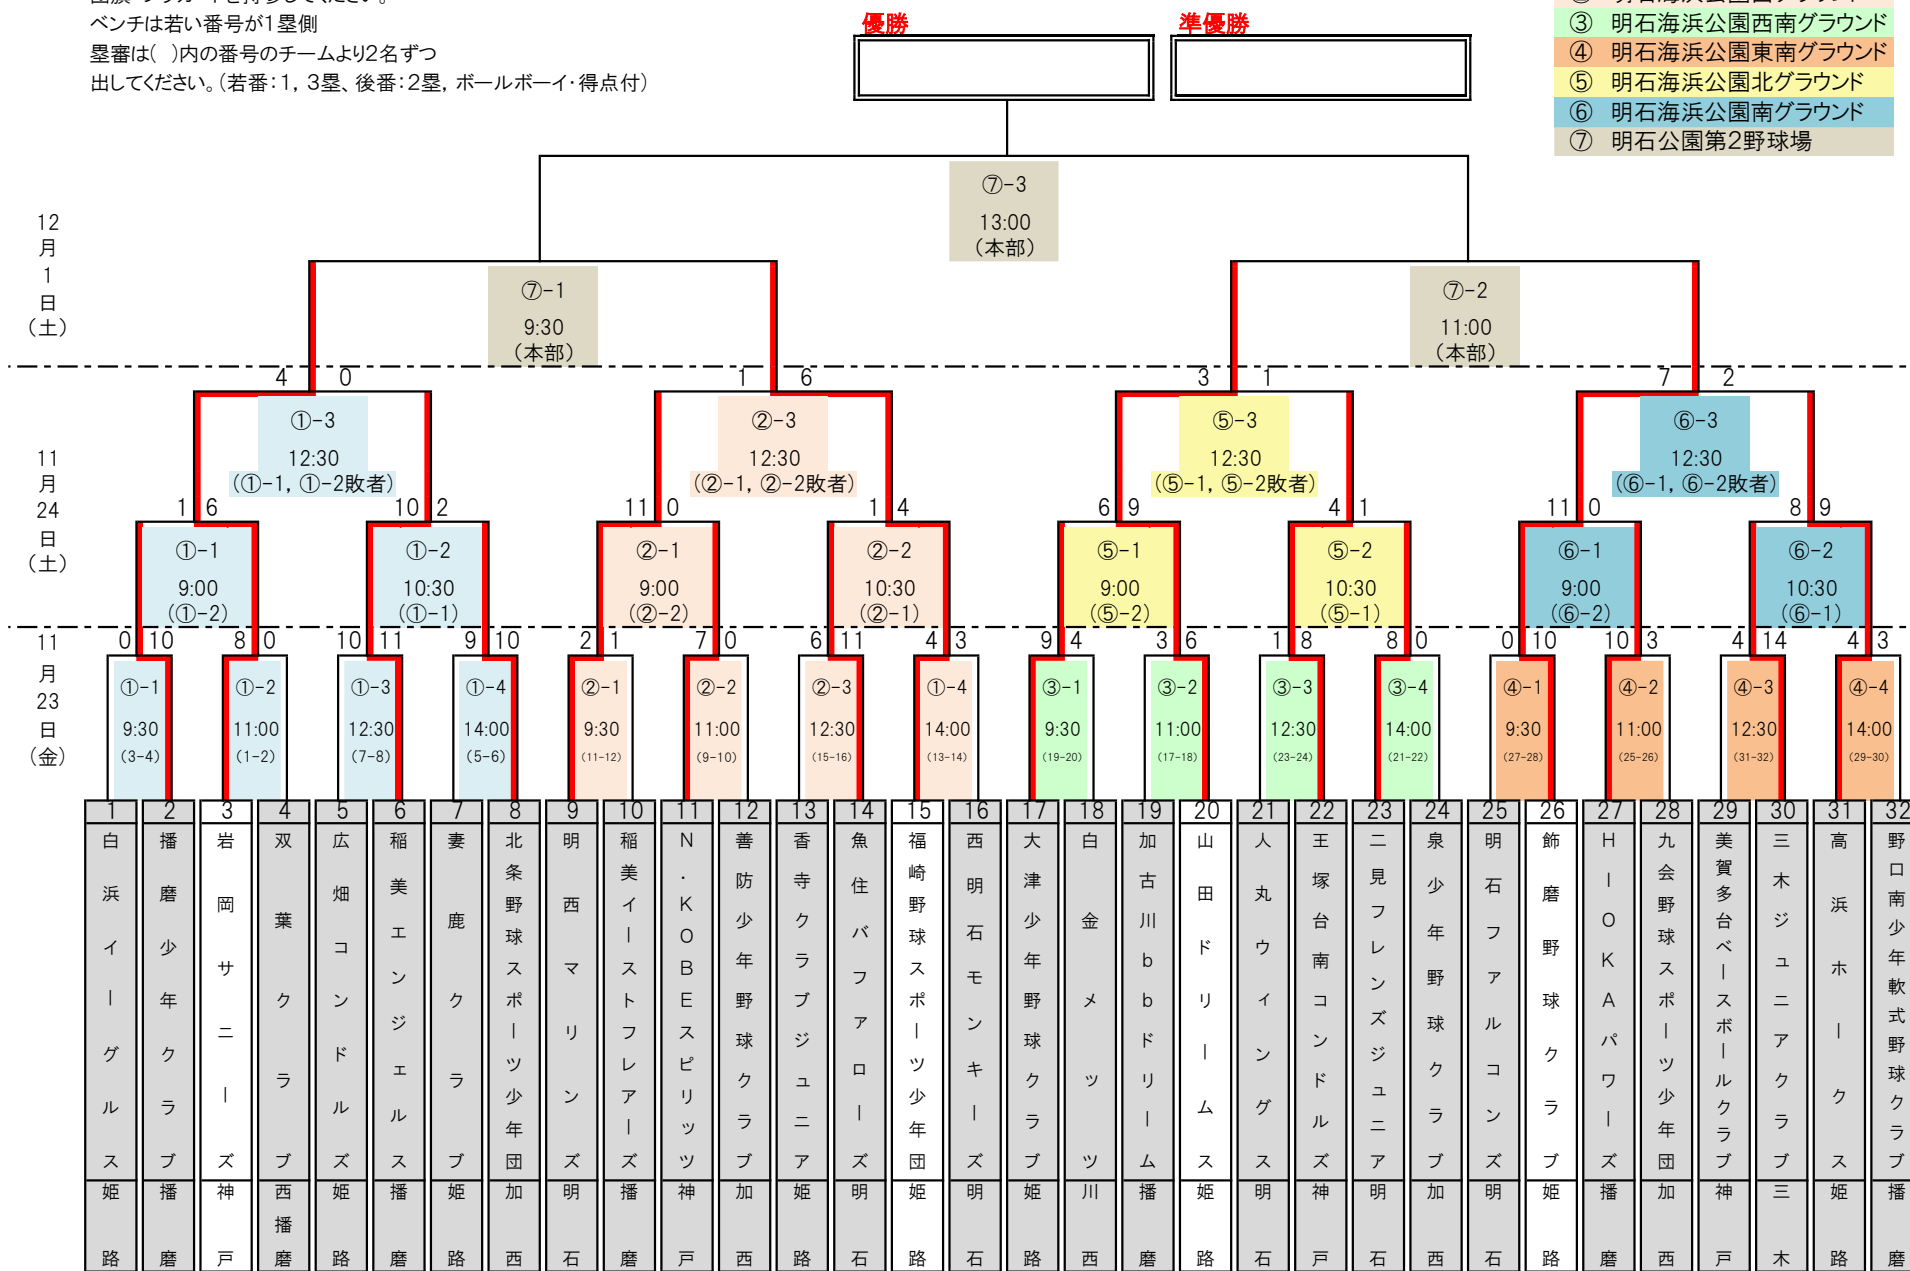 ベンチは若い番号が1塁側
塁審は( )内の番号のチームより2名ずつ
出してください。(若番:1, 3塁、後番:2塁, ボールボーイ・得点付)
優勝
準優勝
③ 明石海浜公園西南グラウンド
④ 明石海浜公園東南グラウンド
⑤ 明石海浜公園北グラウンド
⑥ 明石海浜公園南グラウンド
⑦ 明石公園第2野球場
12月1日(土)
⑦-3
13:00
(本部)
⑦-1
9:30
(本部)
⑦-2
11:00
(本部)
11月24日(土)
4 0 1 6 3 1 7 2
①-3 ②-3 ⑤-3 ⑥-3
12:30 12:30 12:30 12:30
(①-1, ①-2敗者) (②-1, ②-2敗者) (⑤-1, ⑤-2敗者) (⑥-1, ⑥-2敗者)
1 6 10 2 11 0 1 4 6 9 4 1 11 0 8 9
①-1 ①-2 ②-1 ②-2 ⑤-1 ⑤-2 ⑥-1 ⑥-2
9:00 10:30 9:00 10:30 9:00 10:30 9:00 10:30
(①-2) (①-1) (②-2) (②-1) (⑤-2) (⑤-1) (⑥-2) (⑥-1)
11月23日(金)
0 10 8 0 10 11 9 10 2 1 7 0 6 11 4 3 9 4 3 6 1 8 8 0 0 10 10 3 4 14 4 3
①-1 ①-2 ①-3 ①-4 ②-1 ②-2 ②-3 ①-4 ③-1 ③-2 ③-3 ③-4 ④-1 ④-2 ④-3 ④-4
9:30 11:00 12:30 14:00 9:30 11:00 12:30 14:00 9:30 11:00 12:30 14:00 9:30 11:00 12:30 14:00
(3-4) (1-2) (7-8) (5-6) (11-12) (9-10) (15-16) (13-14) (19-20) (17-18) (23-24) (21-22) (27-28) (25-26) (31-32) (29-30)
1 白浜イーグルス 姫路
2 播磨少年クラブ 播磨
3 岩岡サニーズ 神戸
4 双葉クラブ 西播磨
5 広畑コンドルズ 姫路
6 稲美エンジェルス 播磨
7 妻鹿クラブ 姫路
8 北条野球スポーツ少年団 加西
9 明西マリンズ 明石
10 稲美イーストフレアーズ 播磨
11 N.KOBEスピリッツ 神戸
12 善防少年野球クラブ 加西
13 香寺クラブジュニア 姫路
14 魚住バファローズ 明石
15 福崎野球スポーツ少年団 姫路
16 西明石モンキーズ 明石
17 大津少年野球クラブ 姫路
18 白金メッツ 川西
19 加古川bbドリーム 播磨
20 山田ドリームス 姫路
21 人丸ウィングス 明石
22 王塚台南コンドルズ 神戸
23 二見フレンズジュニア 明石
24 泉少年野球クラブ 加西
25 明石ファルコンズ 明石
26 飾磨野球クラブ 姫路
27 HIOKAパワーズ 播磨
28 九会野球スポーツ少年団 加西
29 美賀多台ベースボールクラブ 神戸
30 三木ジュニアクラブ 三木
31 高浜ホークス 姫路
32 野口南少年軟式野球クラブ 播磨